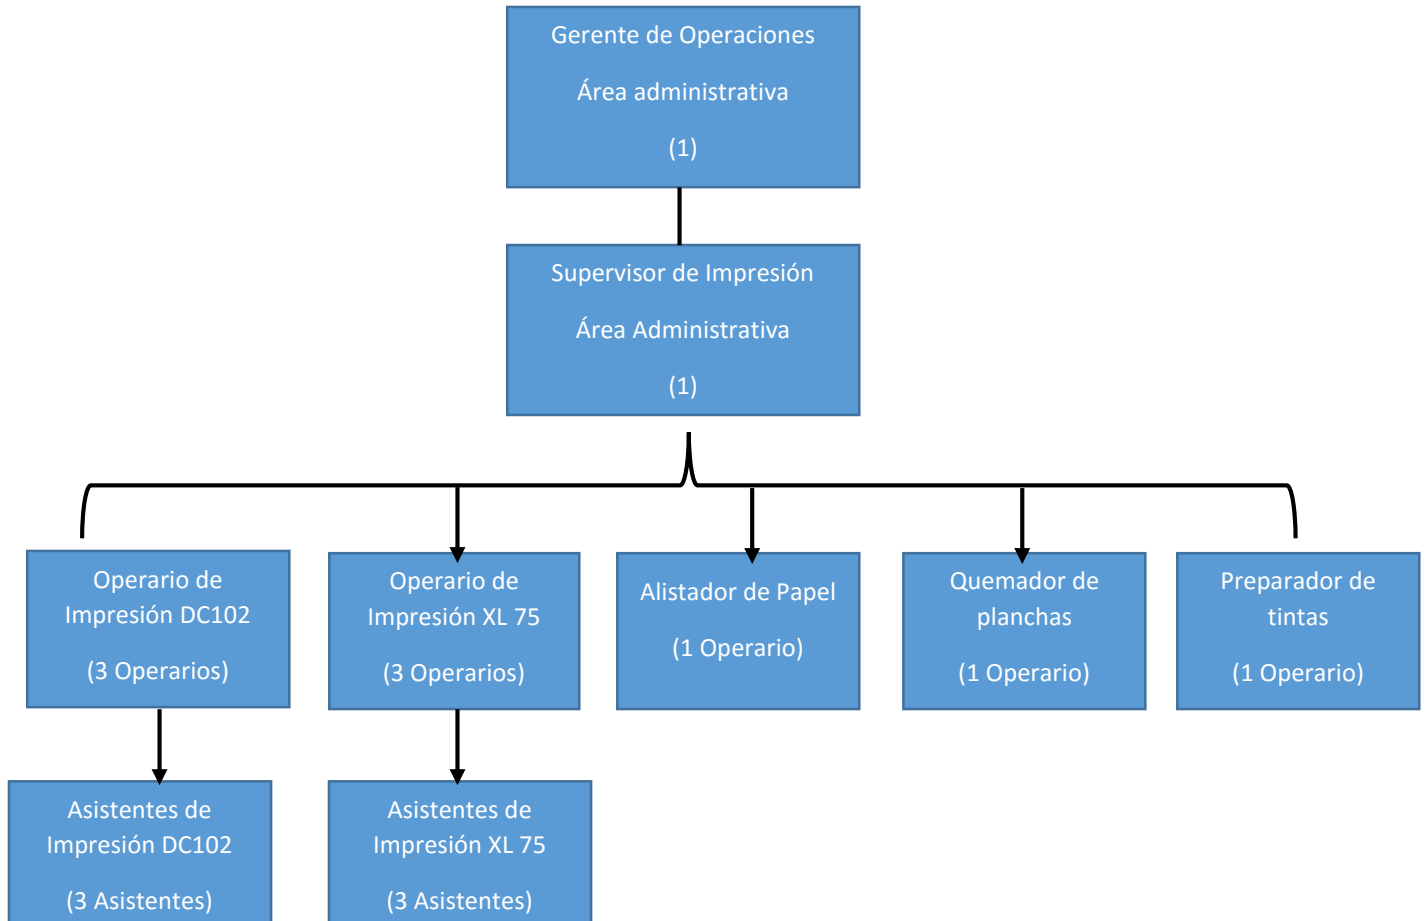 Gerente de Operaciones
Área administrativa
(1)
Supervisor de Impresión
Área Administrativa
(1)
Operario de
Impresión DC102
(3 Operarios)
Operario de
Impresión XL 75
(3 Operarios)
Alistador de Papel
(1 Operario)
Quemador de
planchas
(1 Operario)
Preparador de
tintas
(1 Operario)
Asistentes de
Impresión DC102
(3 Asistentes)
Asistentes de
Impresión XL 75
(3 Asistentes)